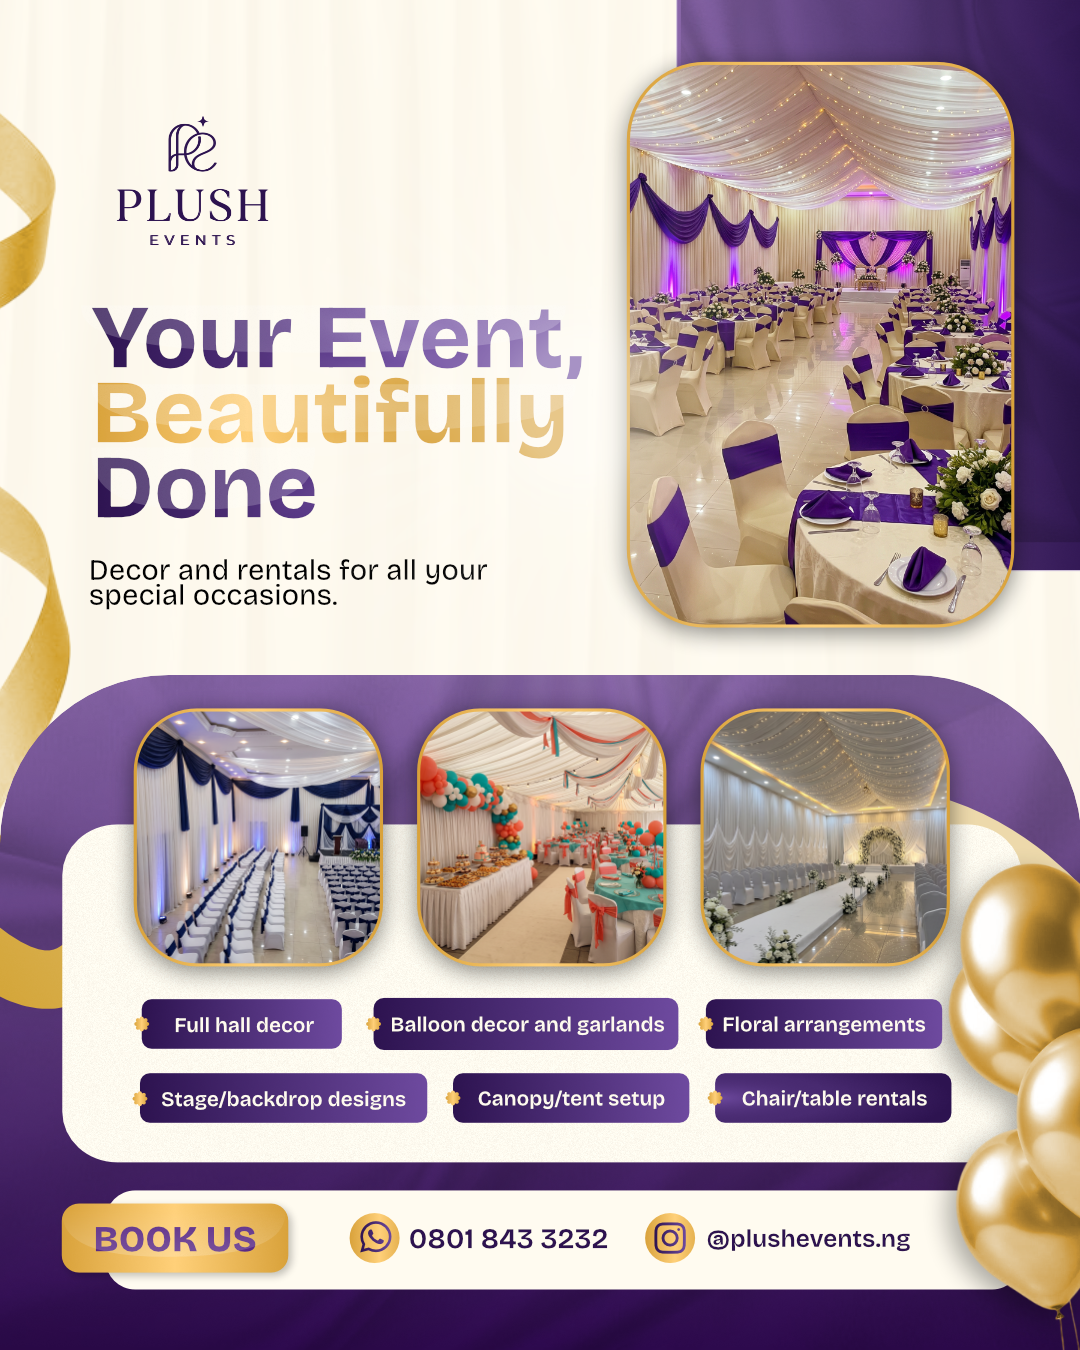 PLUSH
EVENTS
Your Event,
Beautifully
Done
Decor and rentals for all your
special occasions.
Full hall decor
Balloon decor and garlands
Floral arrangements
Stage/backdrop designs
Canopy/tent setup
Chair/table rentals
BOOK US
0801 843 3232
@plushevents.ng